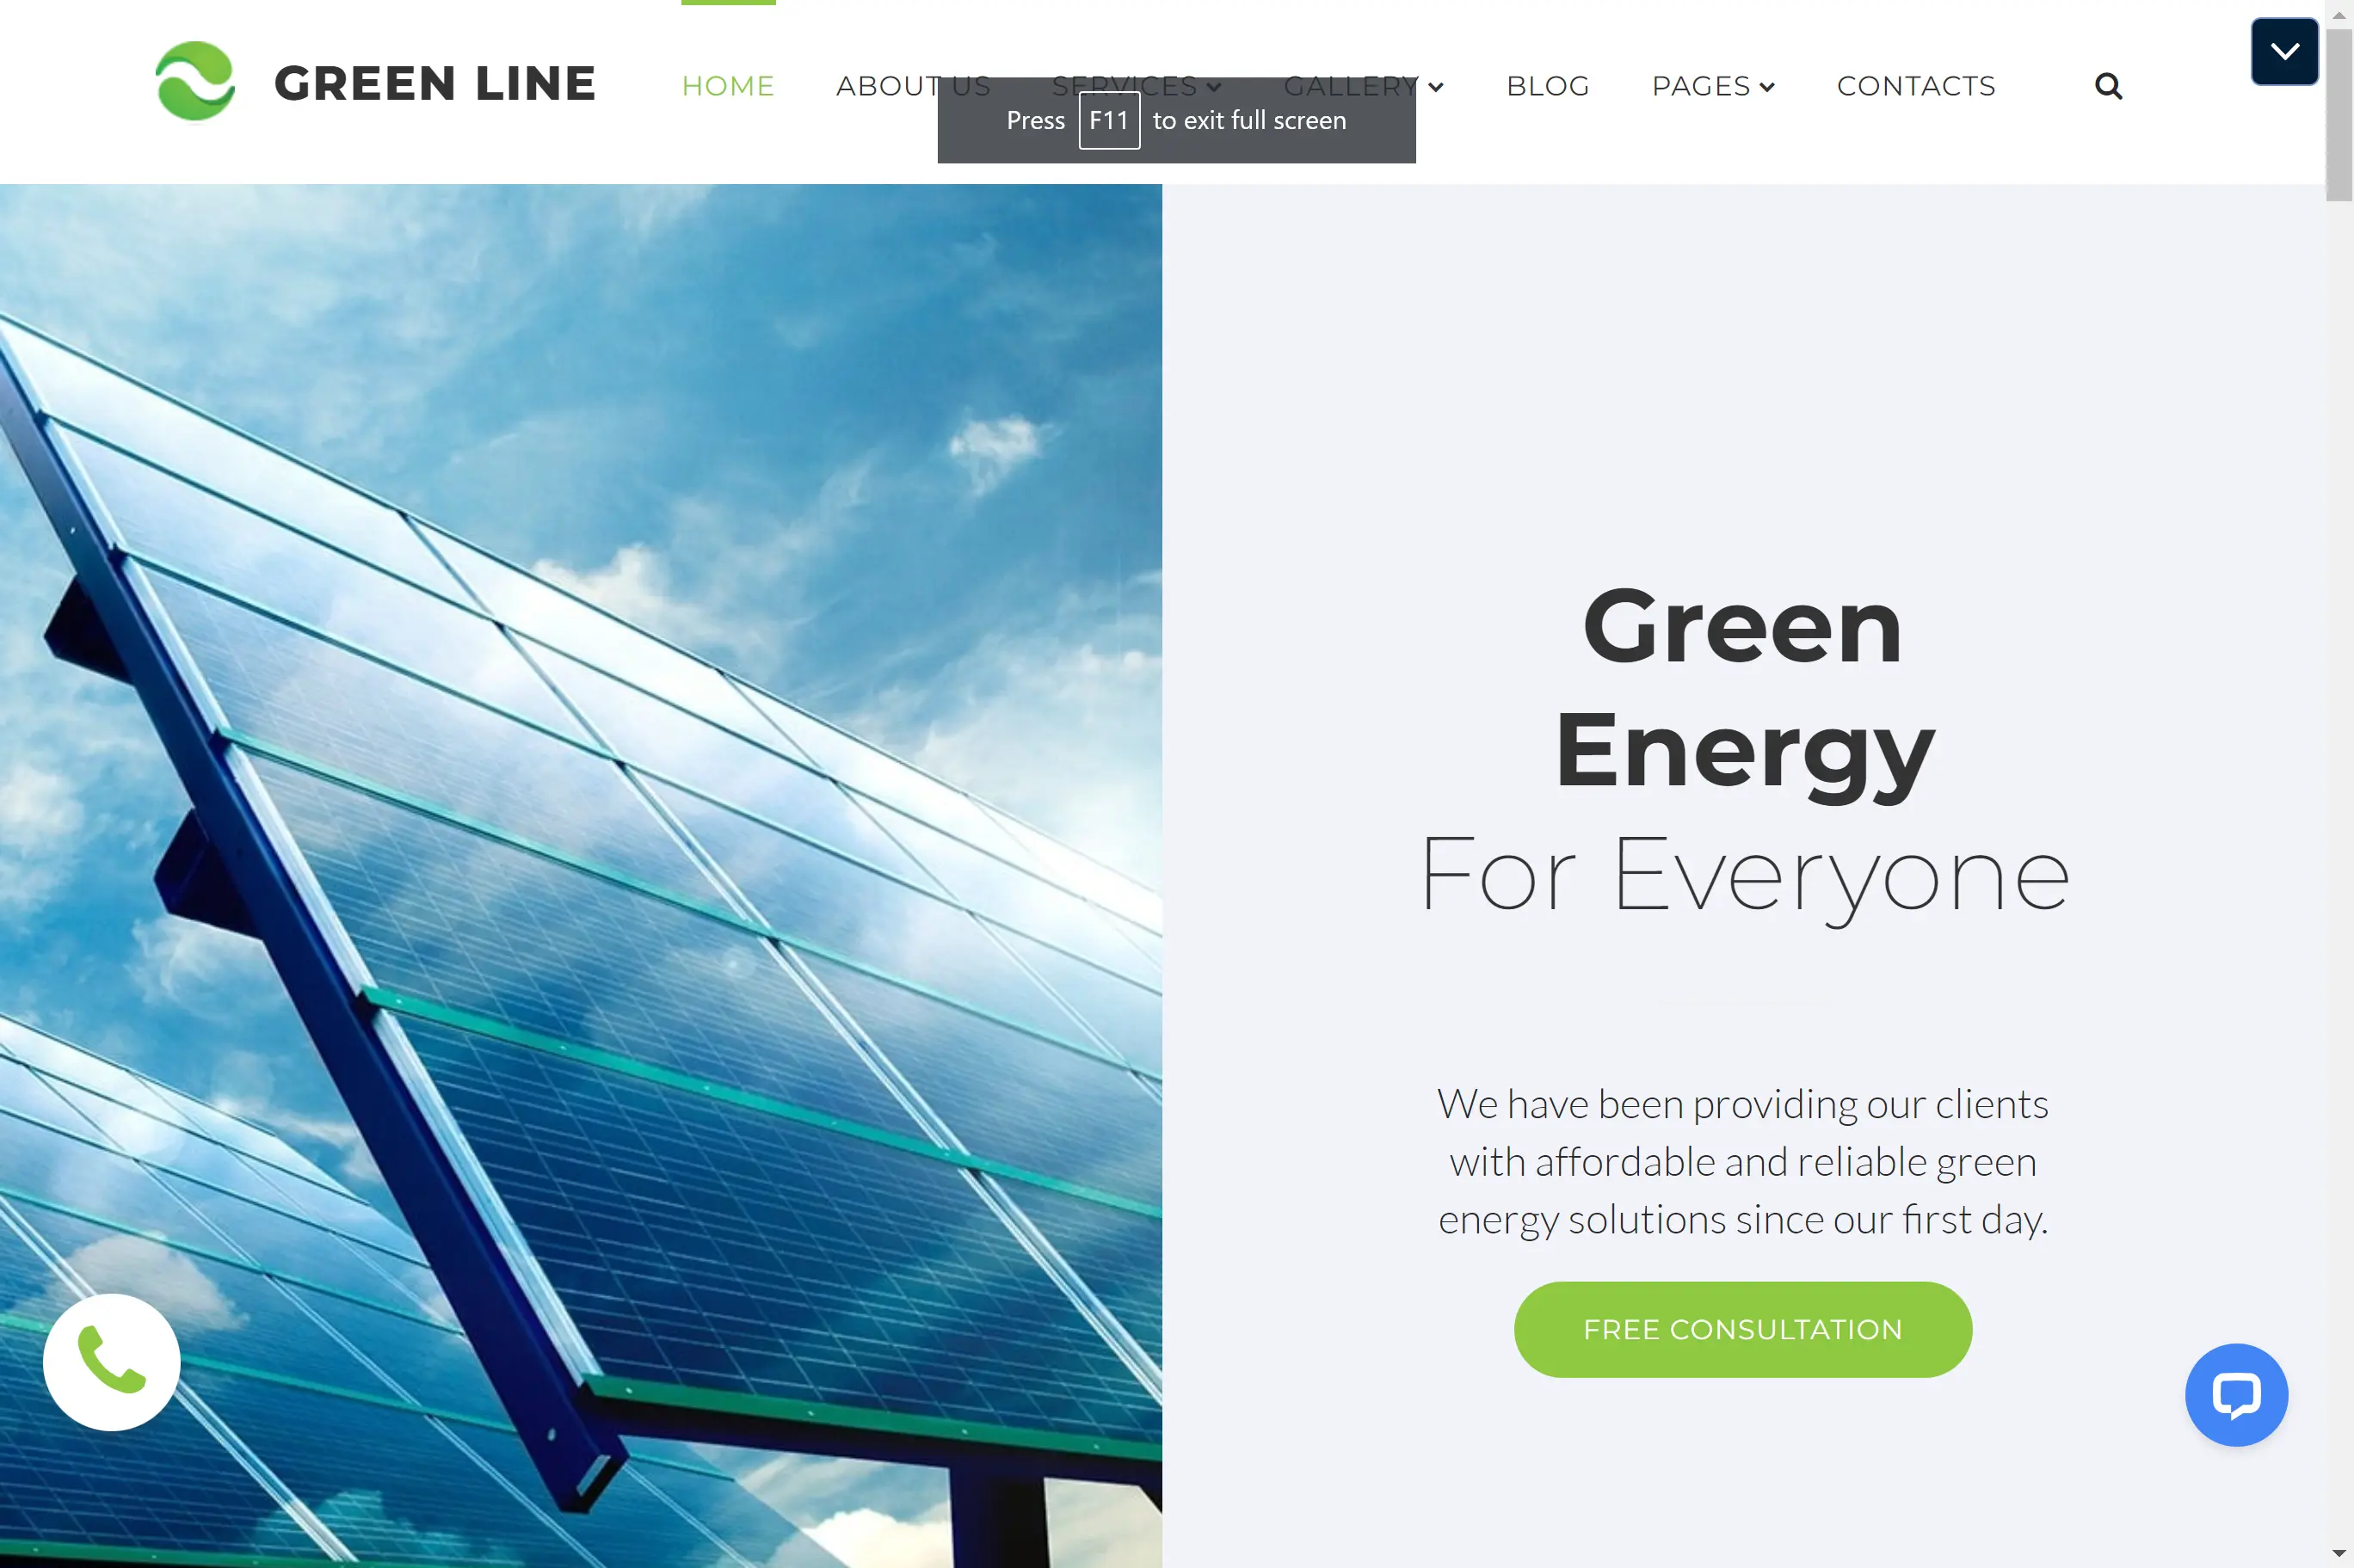 GREEN LINE
HOME ABOUT US SERVICES GALLERY BLOG PAGES CONTACTS
Press F11 to exit full screen
Green
Energy
For Everyone
We have been providing our clients
with affordable and reliable green
energy solutions since our first day.
FREE CONSULTATION